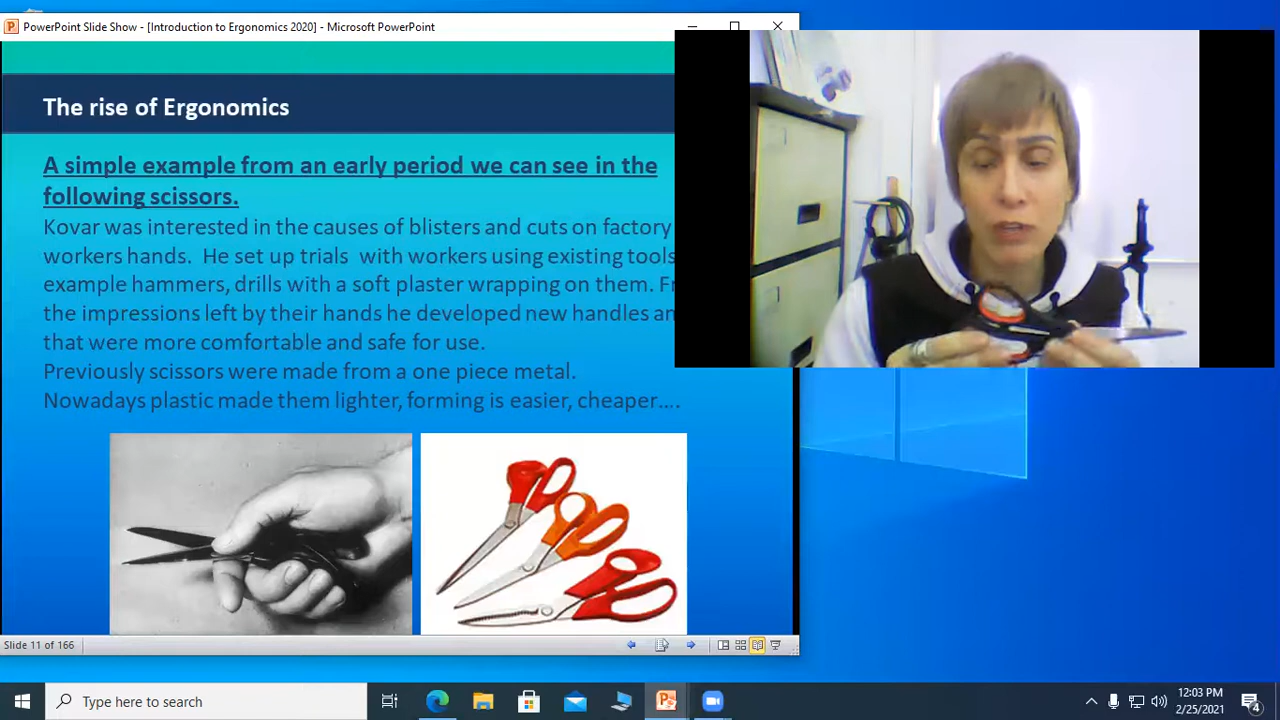 PowerPoint Slide Show - [Introduction to Ergonomics 2020] - Microsoft PowerPoint
The rise of Ergonomics
A simple example from an early period we can see in the
following scissors.
Kovar was interested in the causes of blisters and cuts on factory
workers hands. He set up trials with workers using existing tools
example hammers, drills with a soft plaster wrapping on them.
the impressions left by their hands he developed new handles
that were more comfortable and safe for use.
Previously scissors were made from a one piece metal.
Nowadays plastic made them lighter, forming is easier, cheaper....
Slide 11 of 166
Type here to search
12:03 PM
2/25/2021
4